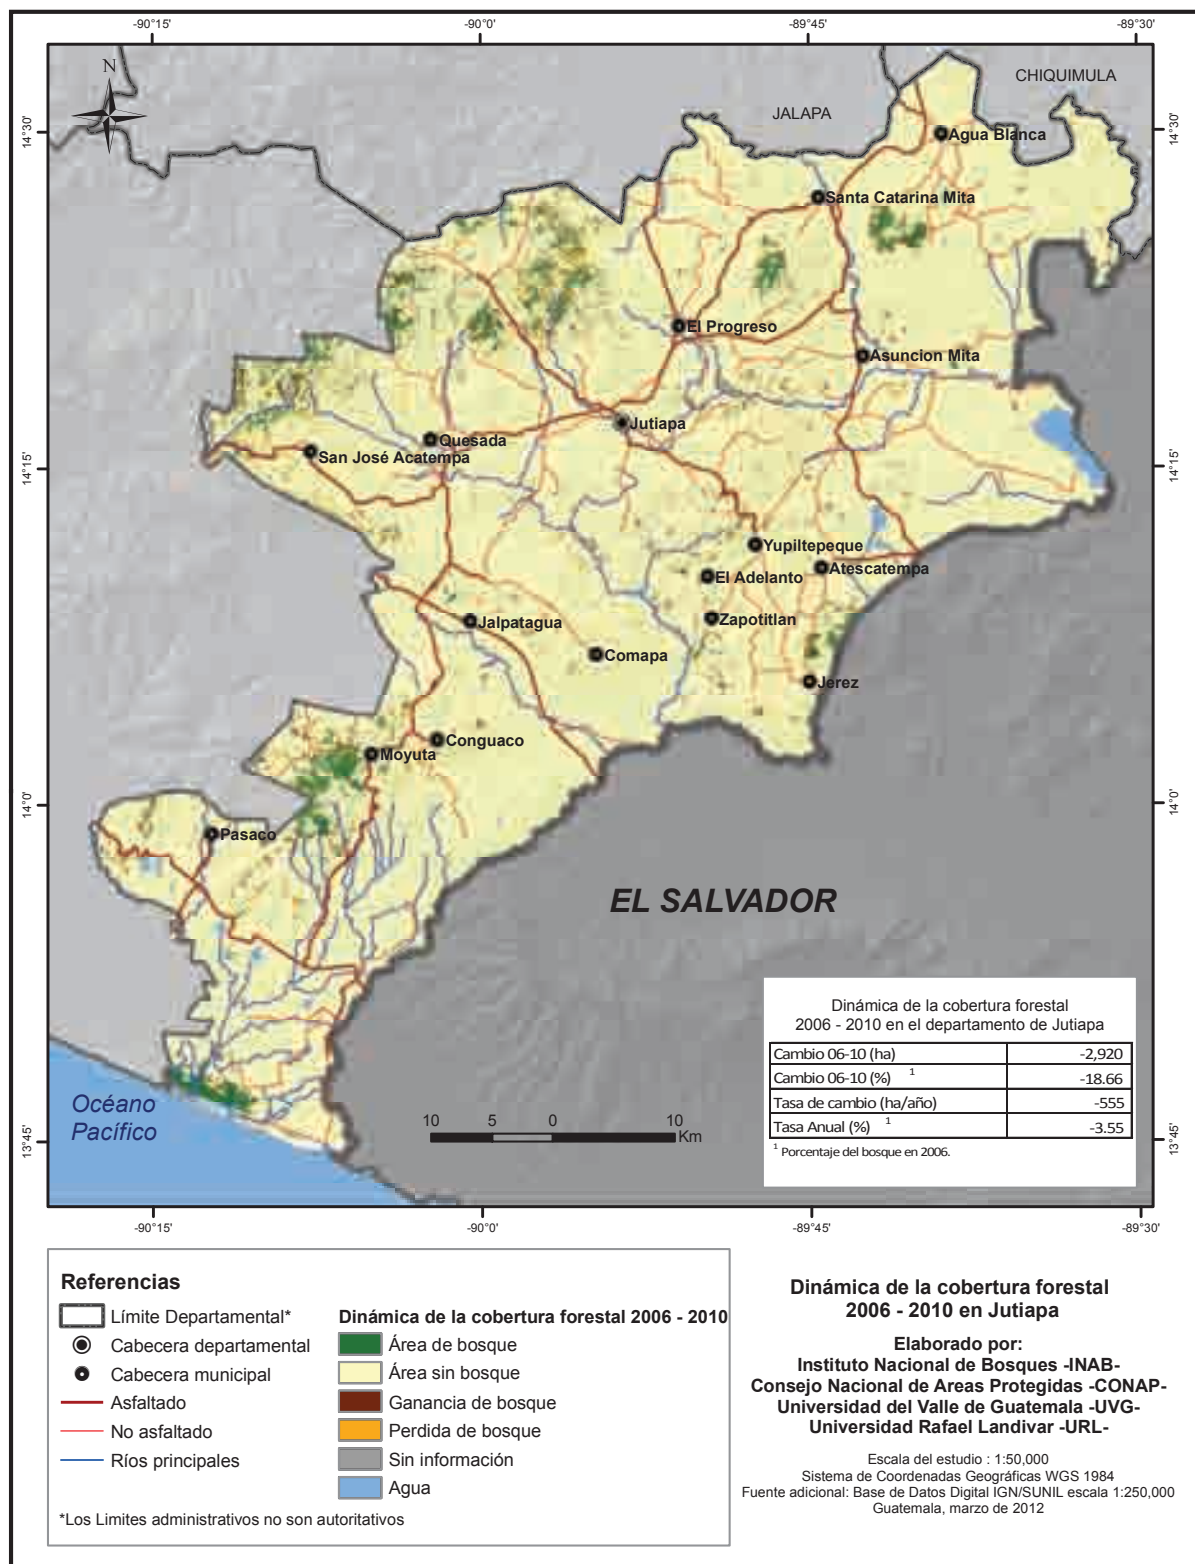 -90°15'
-90°0'
-89°45'
-89°30'
N
CHIQUIMULA
JALAPA
14°30'
14°30'
Agua Blanca
Santa Catarina Mita
El Progreso
Asuncion Mita
Jutiapa
Quesada
San José Acatempa
14°15'
14°15'
Yupiltepeque
Atescatempa
El Adelanto
Zapotitlan
Jalpatagua
Comapa
Jerez
Conguaco
Moyuta
14°0'
14°0'
Pasaco
EL SALVADOR
Dinámica de la cobertura forestal
2006 - 2010 en el departamento de Jutiapa
Cambio 06-10 (ha) -2,920
Cambio 06-10 (%) 1 -18.66
Tasa de cambio (ha/año) -555
Tasa Anual (%) 1 -3.55
1 Porcentaje del bosque en 2006.
Océano
Pacífico
10 5 0 10
Km
13°45'
13°45'
-90°15'
-90°0'
-89°45'
-89°30'
Referencias
Límite Departamental*
Cabecera departamental
Cabecera municipal
Asfaltado
No asfaltado
Ríos principales
*Los Limites administrativos no son autoritativos
Dinámica de la cobertura forestal 2006 - 2010
Área de bosque
Área sin bosque
Ganancia de bosque
Perdida de bosque
Sin información
Agua
Dinámica de la cobertura forestal
2006 - 2010 en Jutiapa
Elaborado por:
Instituto Nacional de Bosques -INAB-
Consejo Nacional de Areas Protegidas -CONAP-
Universidad del Valle de Guatemala -UVG-
Universidad Rafael Landivar -URL-
Escala del estudio : 1:50,000
Sistema de Coordenadas Geográficas WGS 1984
Fuente adicional: Base de Datos Digital IGN/SUNIL escala 1:250,000
Guatemala, marzo de 2012